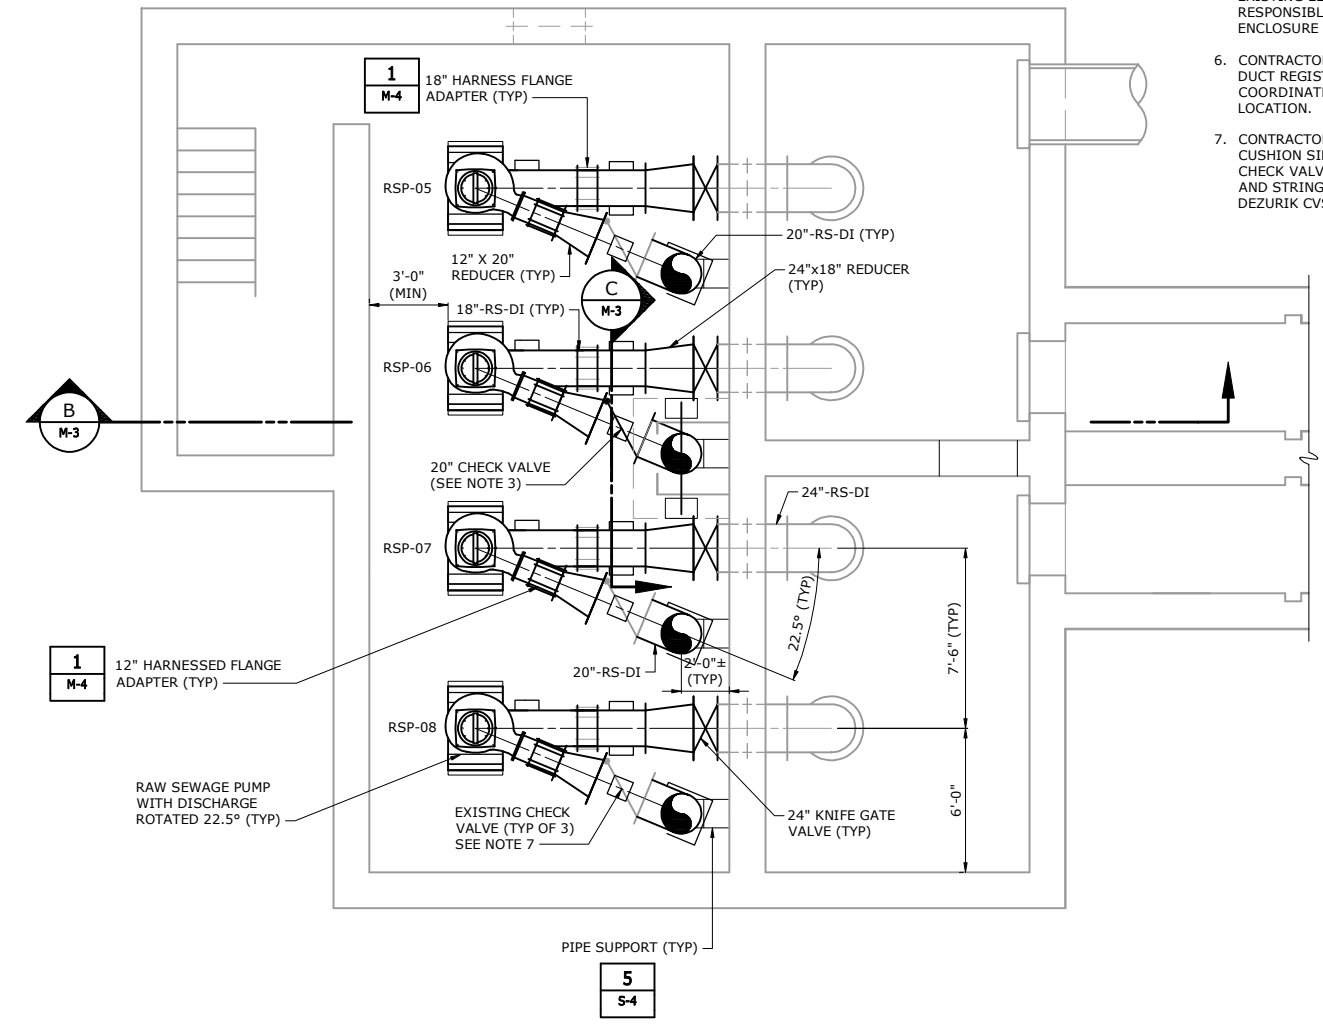 RESPONSIBL
ENCLOSURE
6. CONTRACTO
DUCT REGIST
COORDINATE
LOCATION.
7. CONTRACTO
CUSHION SI
CHECK VALV
AND STRING
DEZURIK CVS
1
M-4
18" HARNESS FLANGE
ADAPTER (TYP)
RSP-05
12" X 20"
REDUCER (TYP)
20"-RS-DI (TYP)
24"x18" REDUCER
(TYP)
3'-0"
(MIN)
C
M-3
18"-RS-DI (TYP)
RSP-06
B
M-3
20" CHECK VALVE
(SEE NOTE 3)
24"-RS-DI
RSP-07
22.5° (TYP)
7'-6" (TYP)
1
M-4
12" HARNESSED FLANGE
ADAPTER (TYP)
20"-RS-DI
2'-0"±
(TYP)
RSP-08
RAW SEWAGE PUMP
WITH DISCHARGE
ROTATED 22.5° (TYP)
EXISTING CHECK
VALVE (TYP OF 3)
SEE NOTE 7
24" KNIFE GATE
VALVE (TYP)
6'-0"
PIPE SUPPORT (TYP)
5
S-4